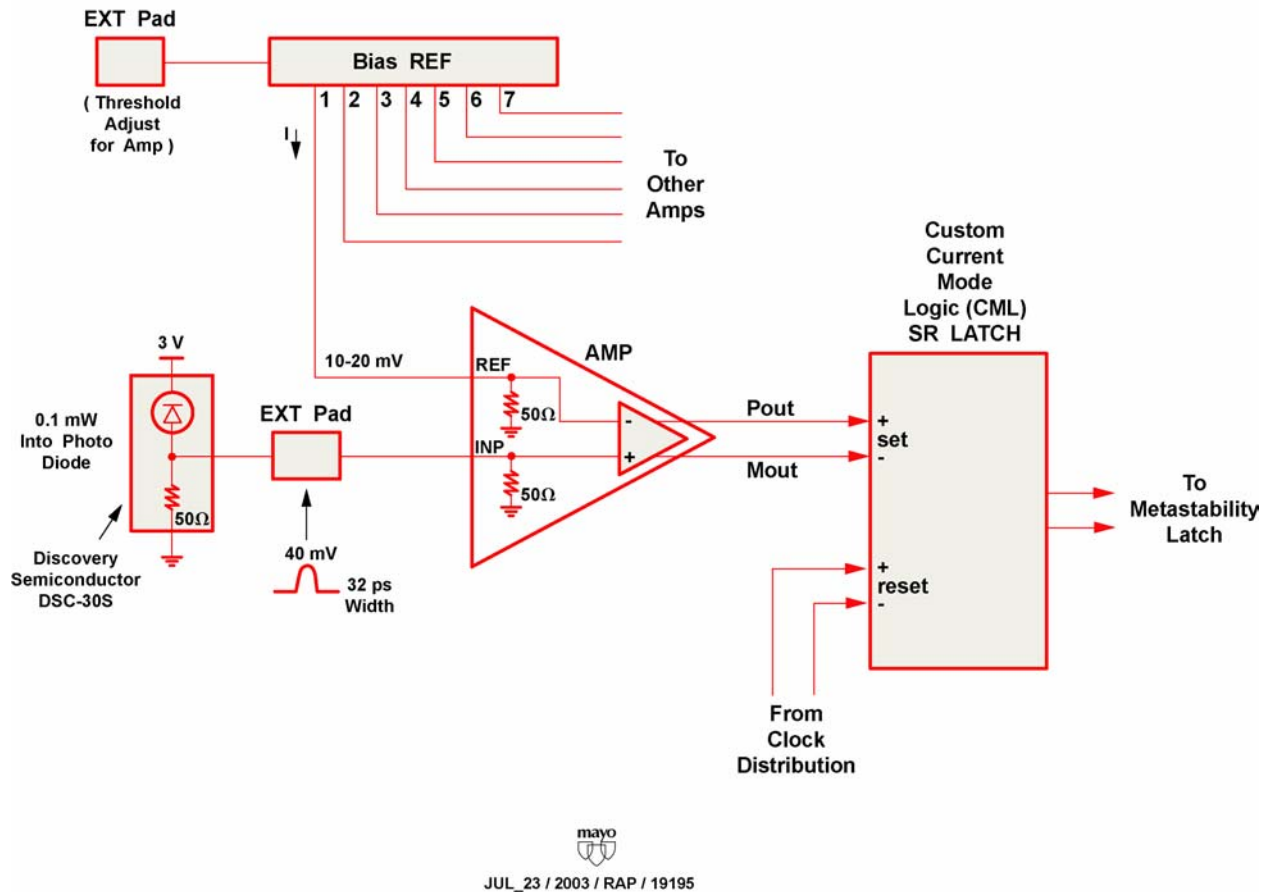 EXT Pad
Bias REF
1 2 3 4 5 6 7
( Threshold
Adjust
for Amp )
I
To
Other
Amps
Custom
Current
Mode
Logic (CML)
SR LATCH
3 V
10-20 mV
REF
AMP
0.1 mW
Into Photo
Diode
EXT Pad
50Ω
-
Pout
+
set
-
INP
+
Mout
50Ω
50Ω
To
Metastability
Latch
40 mV
32 ps
Width
Discovery
Semiconductor
DSC-30S
+
reset
-
From
Clock
Distribution
mayo
JUL_23 / 2003 / RAP / 19195